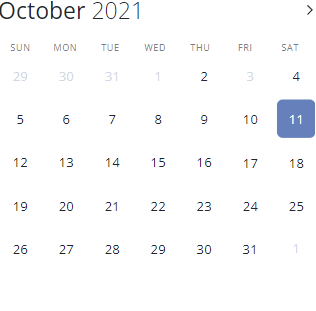 October 2021 >
SUN MON TUE WED THU FRI SAT
29 30 31 1 2 3 4
5 6 7 8 9 10 11
12 13 14 15 16 17 18
19 20 21 22 23 24 25
26 27 28 29 30 31 1